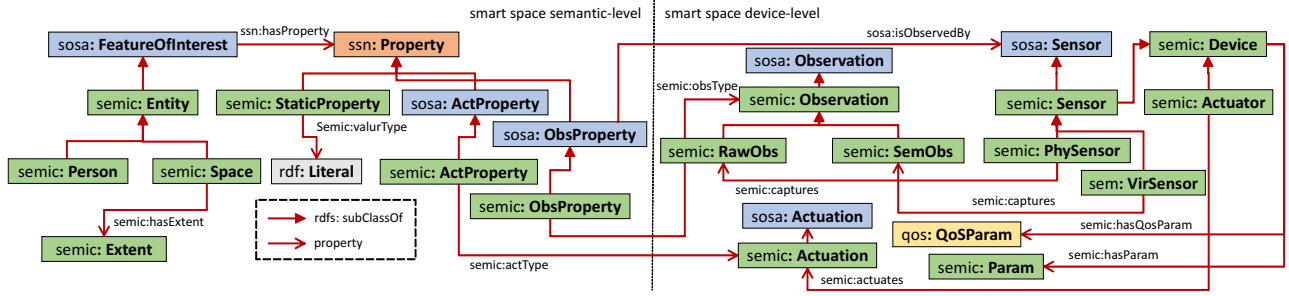 smart space semantic-level
smart space device-level
sosa: FeatureOfInterest
ssn:hasProperty
ssn: Property
sosa:isObservedBy
sosa: Sensor
semic: Device
sosa: Observation
semic:obsType
semic: Entity
semic: StaticProperty
sosa: ActProperty
semic: Observation
semic: Sensor
semic: Actuator
Semic:valurType
sosa: ObsProperty
semic: RawObs
semic: SemObs
semic: PhySensor
semic: Person
semic: Space
rdf: Literal
semic: ActProperty
semic:captures
sem: VirSensor
semic: ObsProperty
semic:captures
semic:hasExtent
rdfs: subClassOf
property
sosa: Actuation
semic:hasQosParam
qos: QoSParam
semic: Extent
semic:actType
semic: Actuation
semic:hasParam
semic: Param
semic:actuates